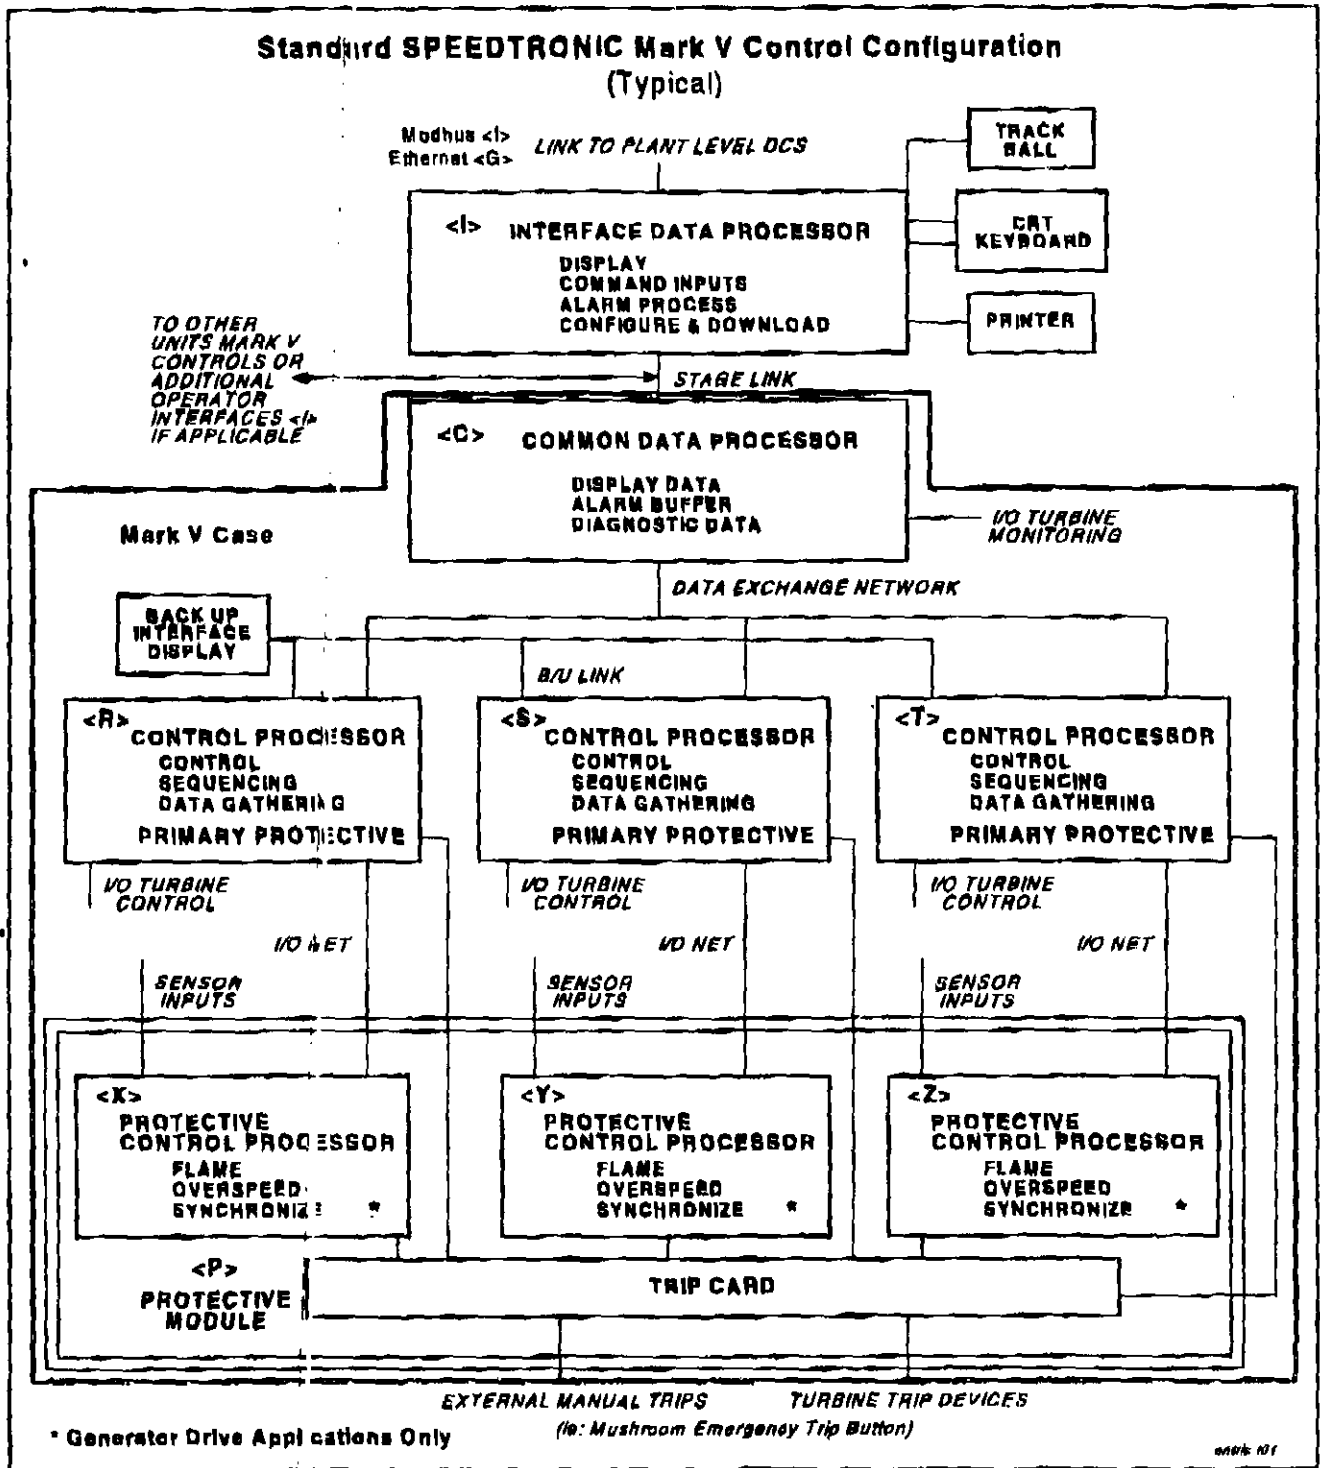 Standard SPEEDTRONIC Mark V Control Configuration
(Typical)
Modbus <I>
Ethernet <G>
LINK TO PLANT LEVEL DCS
TRACK
BALL
<I> INTERFACE DATA PROCESSOR
DISPLAY
COMMAND INPUTS
ALARM PROCESS
CONFIGURE & DOWNLOAD
CRT
KEYBOARD
PRINTER
TO OTHER
UNITS MARK V
CONTROLS OR
ADDITIONAL
OPERATOR
INTERFACES <I>
IF APPLICABLE
STAGE LINK
<C> COMMON DATA PROCESSOR
DISPLAY DATA
ALARM BUFFER
DIAGNOSTIC DATA
I/O TURBINE
MONITORING
Mark V Case
DATA EXCHANGE NETWORK
BACK UP
INTERFACE
DISPLAY
B/U LINK
<R>
CONTROL PROCESSOR
CONTROL
SEQUENCING
DATA GATHERING
PRIMARY PROTECTIVE
<S>
CONTROL PROCESSOR
CONTROL
SEQUENCING
DATA GATHERING
PRIMARY PROTECTIVE
<T>
CONTROL PROCESSOR
CONTROL
SEQUENCING
DATA GATHERING
PRIMARY PROTECTIVE
I/O TURBINE
CONTROL
I/O TURBINE
CONTROL
I/O TURBINE
CONTROL
I/O NET
I/O NET
I/O NET
SENSOR
INPUTS
SENSOR
INPUTS
SENSOR
INPUTS
<X>
PROTECTIVE
CONTROL PROCESSOR
FLAME
OVERSPEED
SYNCHRONIZE *
<Y>
PROTECTIVE
CONTROL PROCESSOR
FLAME
OVERSPEED
SYNCHRONIZE *
<Z>
PROTECTIVE
CONTROL PROCESSOR
FLAME
OVERSPEED
SYNCHRONIZE *
<P>
PROTECTIVE
MODULE
TRIP CARD
EXTERNAL MANUAL TRIPS
(ie: Mushroom Emergency Trip Button)
TURBINE TRIP DEVICES
* Generator Drive Applications Only